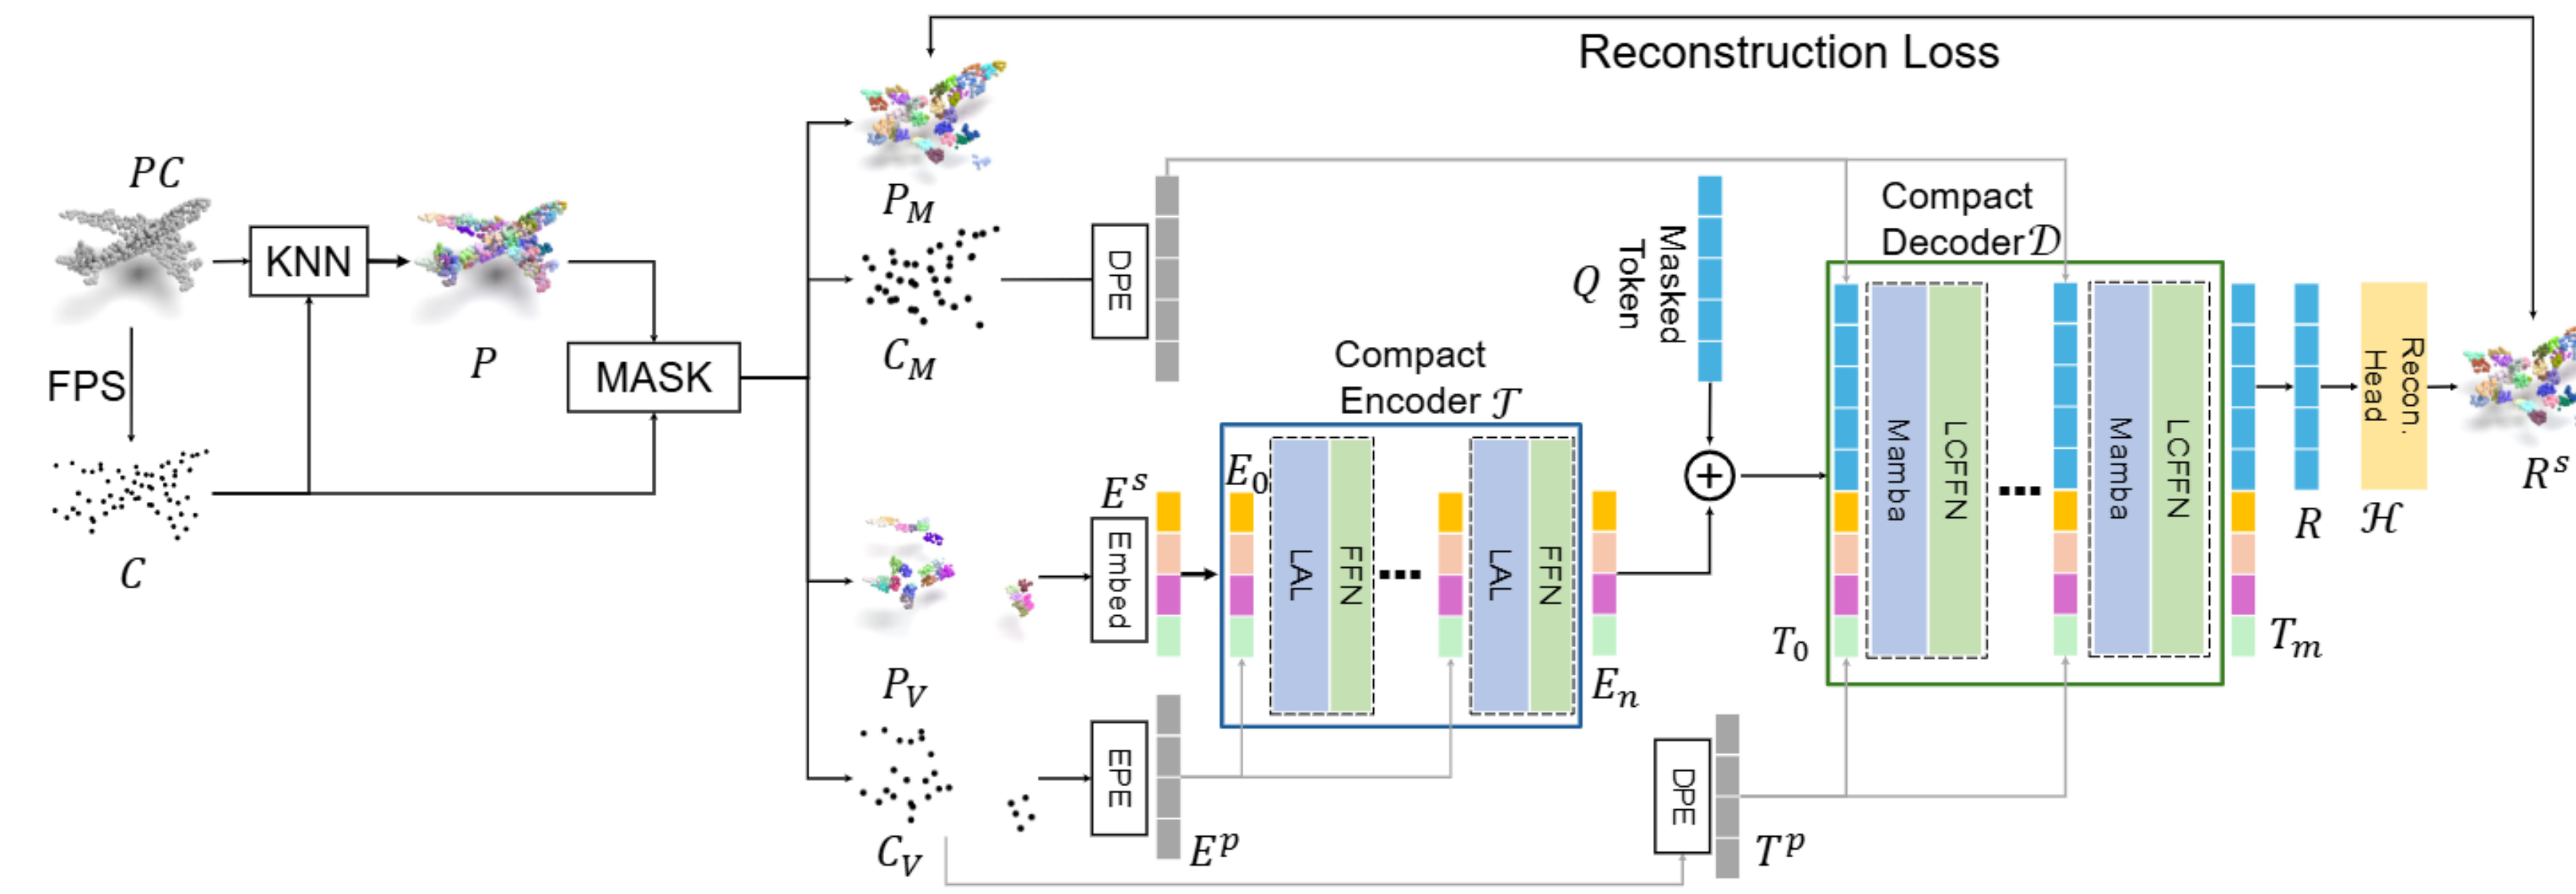 Reconstruction Loss
PC
KNN
FPS
P
C
MASK
P_M
C_M
DPE
Q
Masked
Token
Compact
Decoder 𝒟
Compact
Encoder 𝒯
E^s
Embed
E_0
LAL
FFN
...
LAL
FFN
E_n
P_V
C_V
EPE
E^p
+
T_0
Mamba
LCFFN
...
Mamba
LCFFN
T_m
R
Recon.
Head
ℋ
R^s
DPE
T^p